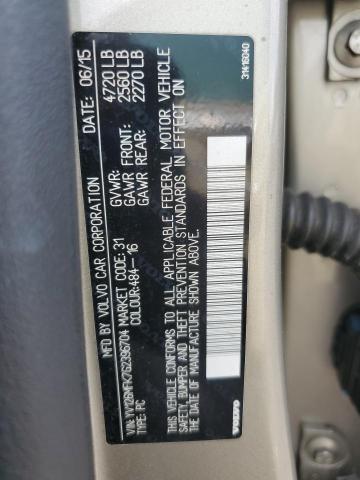 MFD BY VOLVO CAR CORPORATION DATE: 06/15
GVWR: 4720 LB
GAWR FRONT: 2560 LB
GAWR REAR: 2270 LB
VIN: YV126MFK7G2396704 MARKET CODE: 31
TYPE: PC COLOUR: 484-16
THIS VEHICLE CONFORMS TO ALL APPLICABLE FEDERAL MOTOR VEHICLE
SAFETY, BUMPER AND THEFT PREVENTION STANDARDS IN EFFECT ON
DATE OF MANUFACTURE SHOWN ABOVE.
VOLVO
31416040